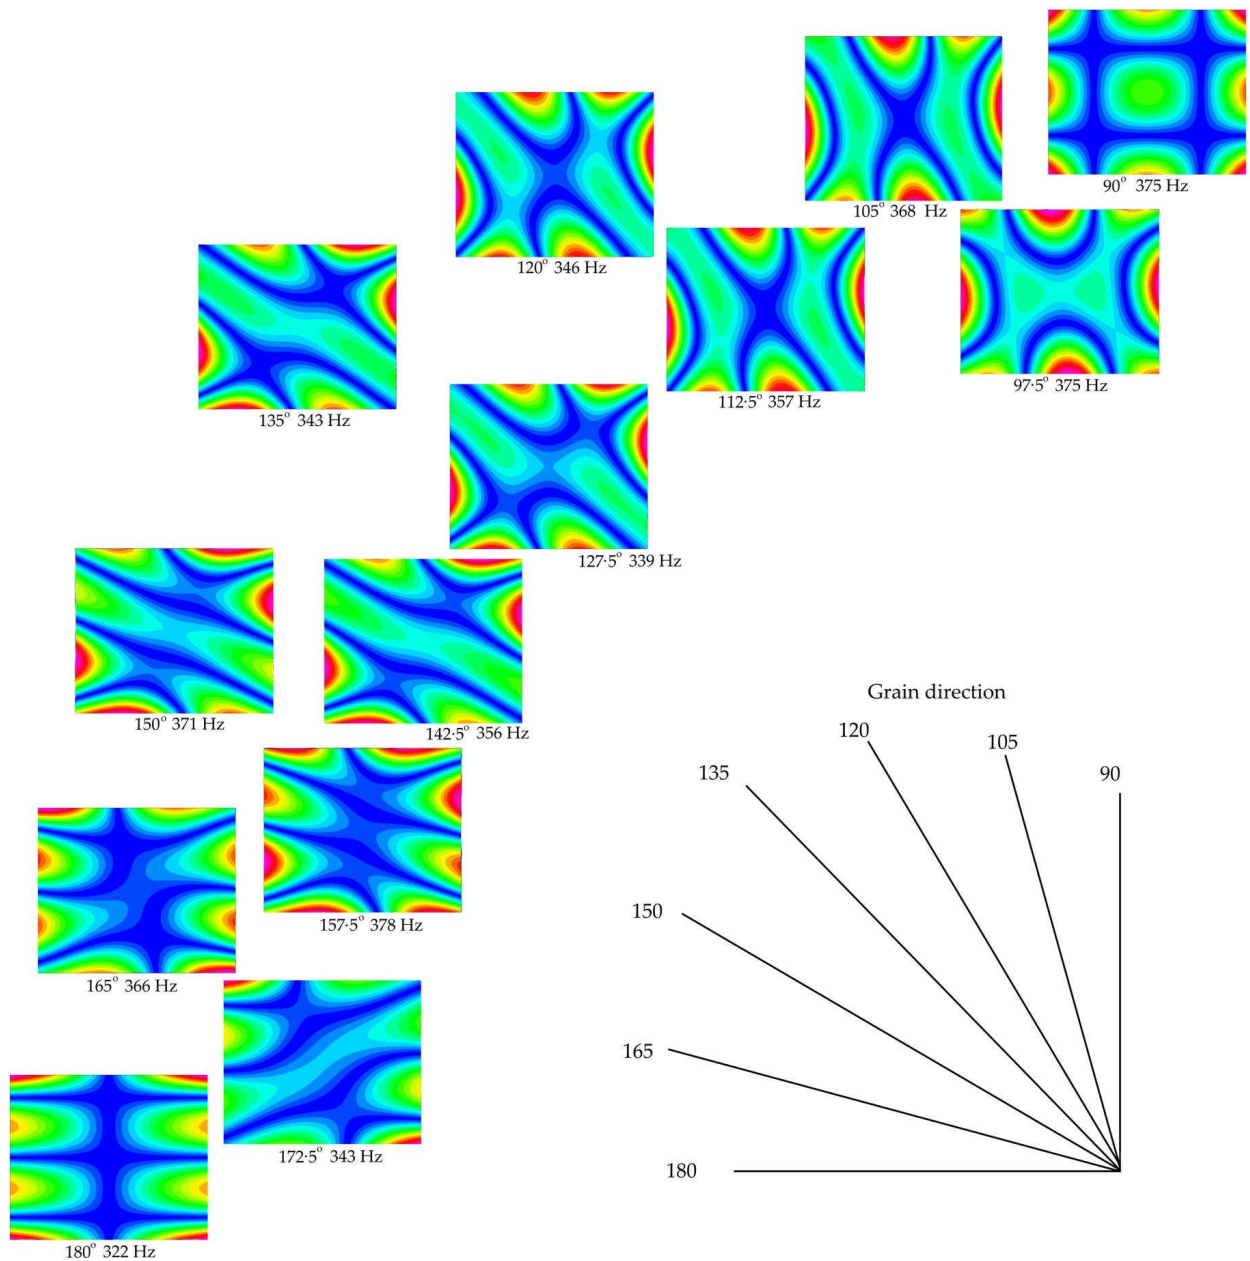 90° 375 Hz
105° 368 Hz
120° 346 Hz
97·5° 375 Hz
112·5° 357 Hz
135° 343 Hz
127·5° 339 Hz
150° 371 Hz
142·5° 356 Hz
157·5° 378 Hz
165° 366 Hz
172·5° 343 Hz
180° 322 Hz
Grain direction
120
105
135
90
150
165
180